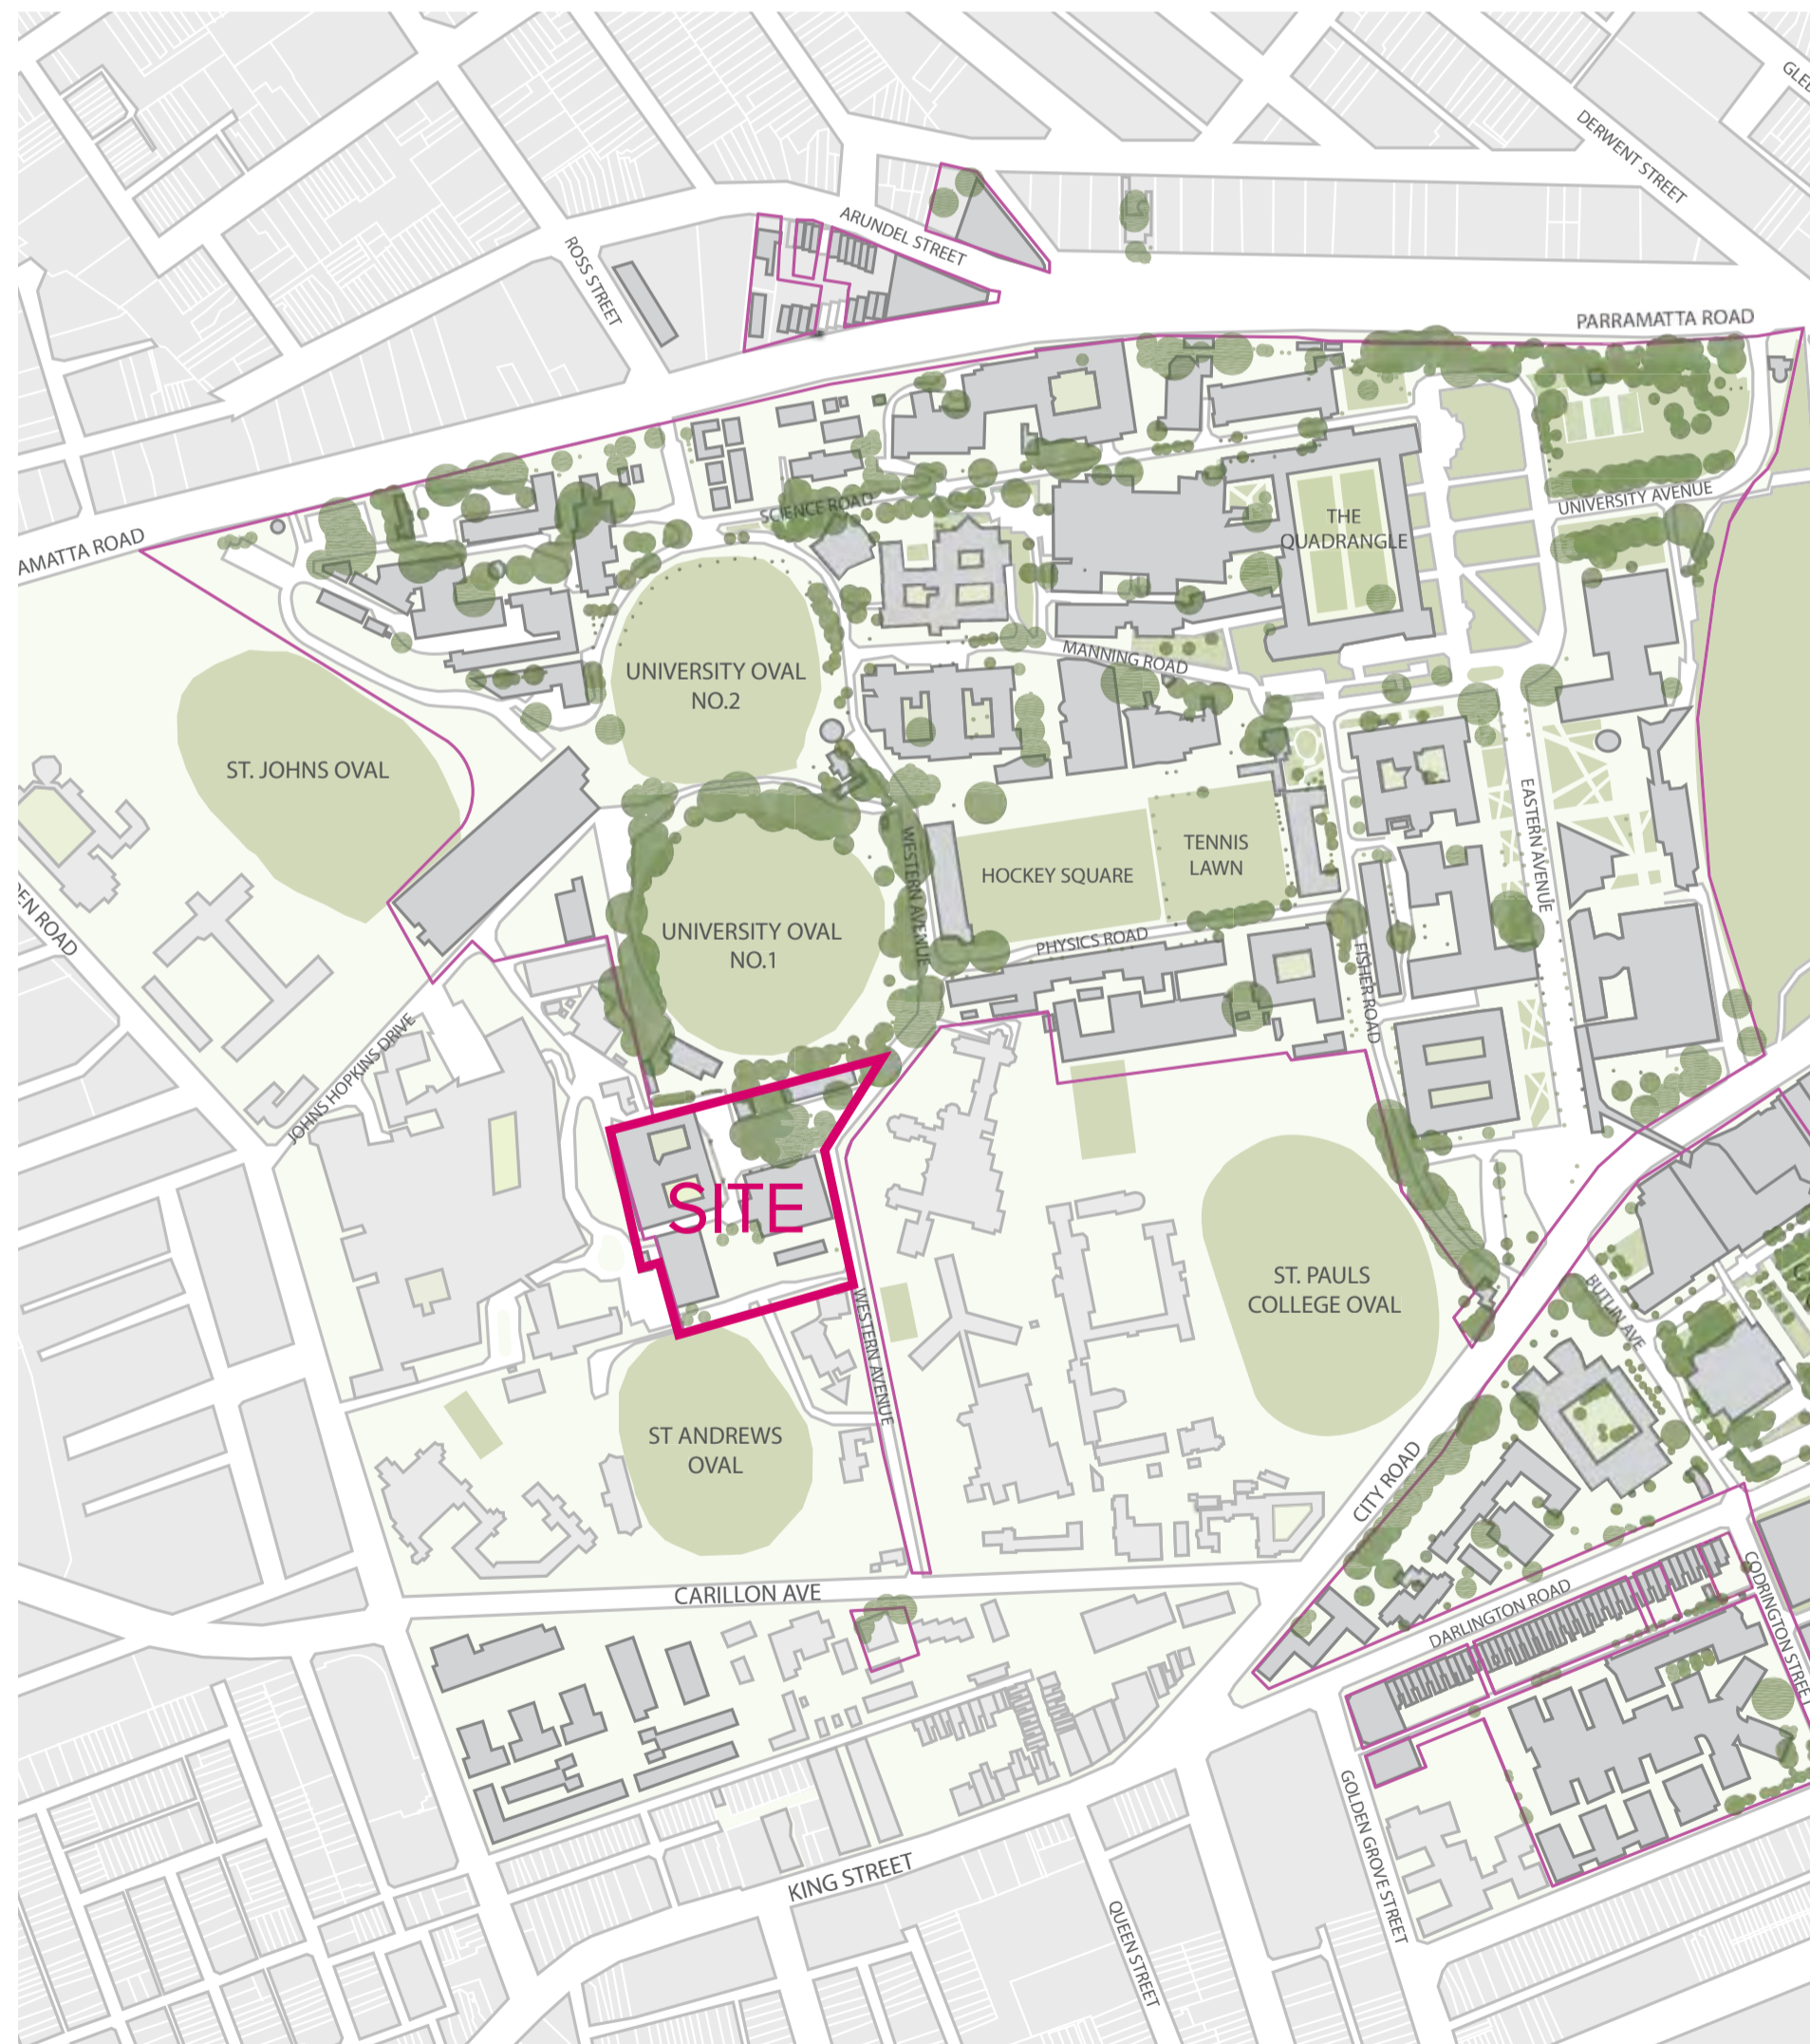 DERWENT STREET
ARUNDEL STREET
ROSS STREET
PARRAMATTA ROAD
UNIVERSITY AVENUE
SCIENCE ROAD
THE
QUADRANGLE
AMATTA ROAD
MANNING ROAD
UNIVERSITY OVAL
NO.2
ST. JOHNS OVAL
EASTERN AVENUE
WESTERN AVENUE
TENNIS
LAWN
HOCKEY SQUARE
UNIVERSITY OVAL
NO.1
PHYSICS ROAD
FISHER ROAD
DEN ROAD
JOHNS HOPKINS DRIVE
SITE
ST. PAULS
COLLEGE OVAL
BUTLIN AVE
WESTERN AVENUE
ST ANDREWS
OVAL
CITY ROAD
CARILLON AVE
DARLINGTON ROAD
CODRINGTON STREET
GOLDEN GROVE STREET
KING STREET
QUEEN STREET